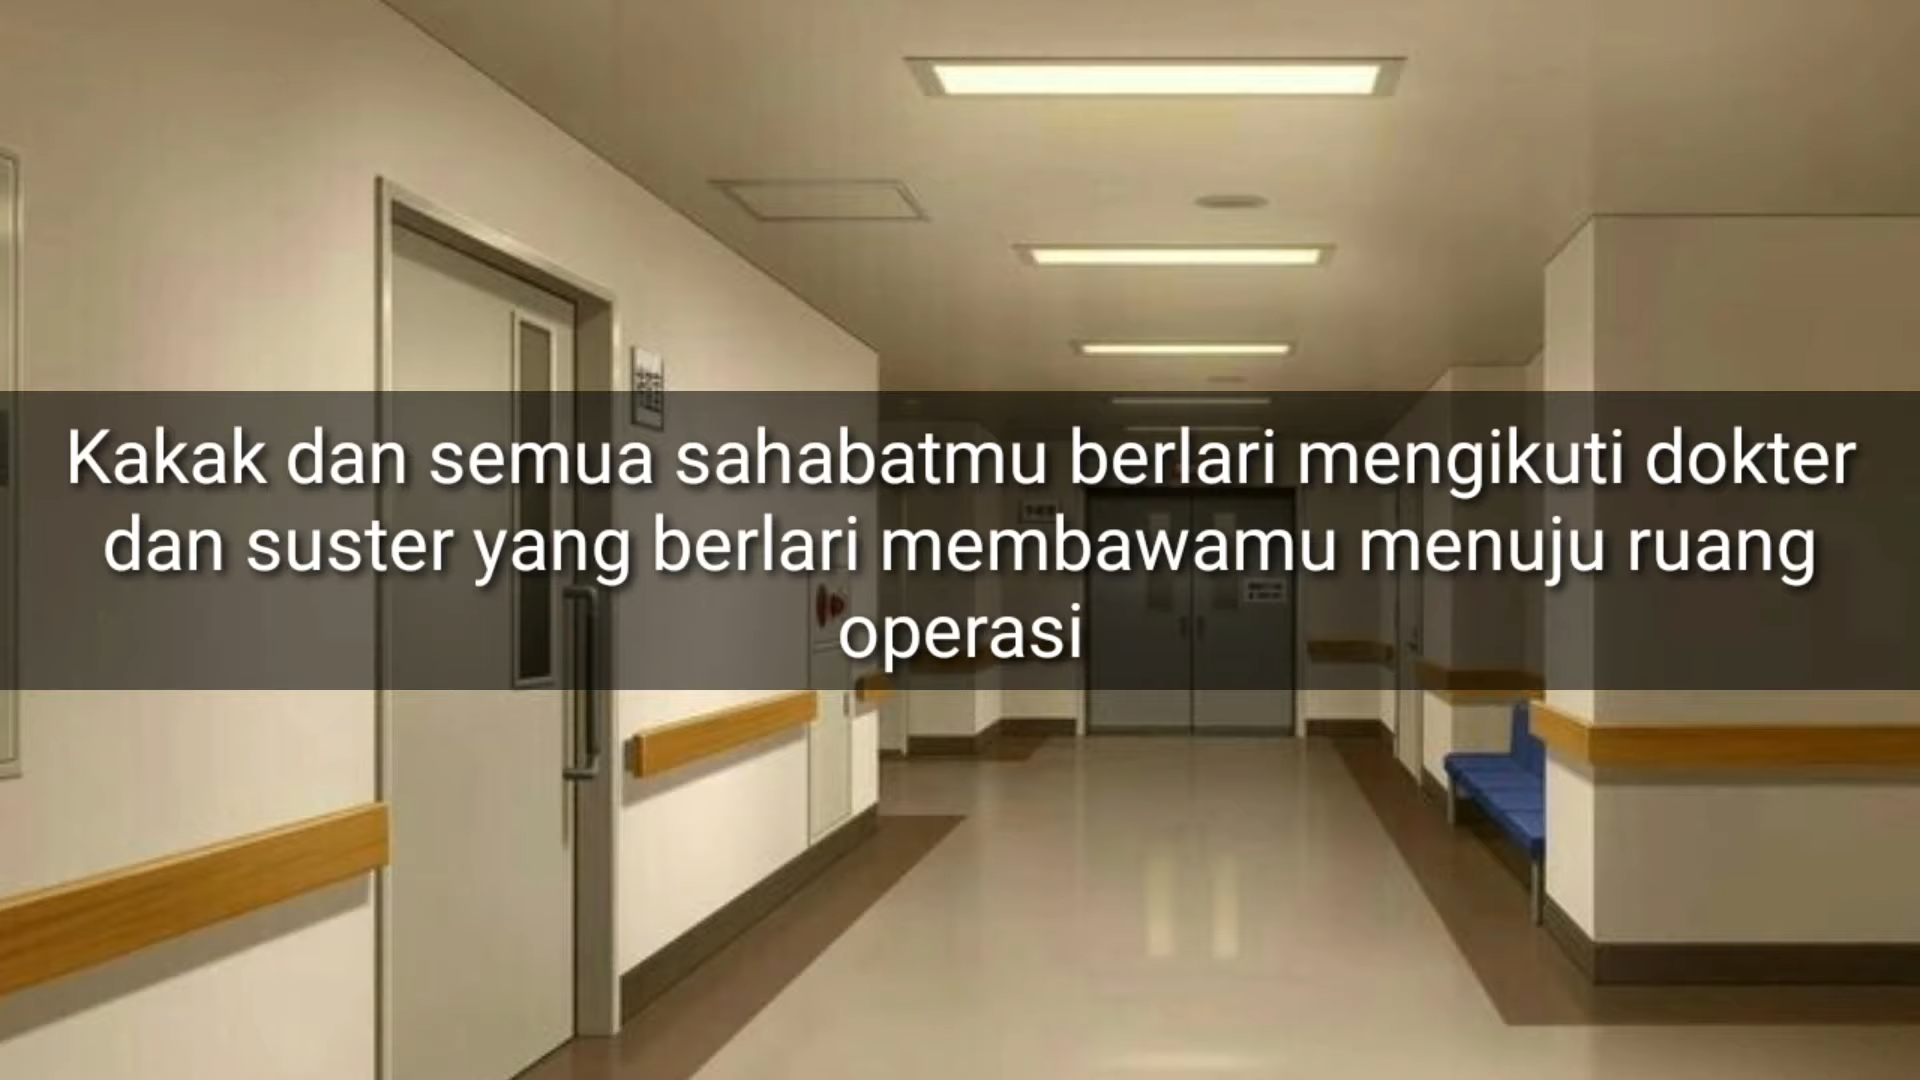 Kakak dan semua sahabatmu berlari mengikuti dokter
dan suster yang berlari membawamu menuju ruang
operasi